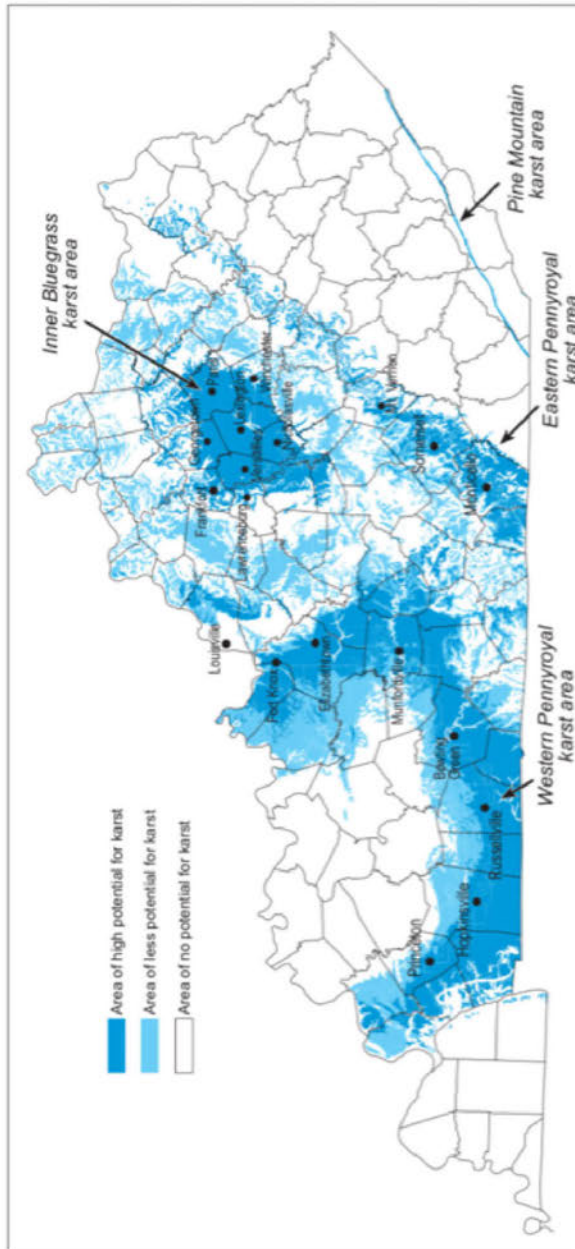 Area of high potential for karst
Area of less potential for karst
Area of no potential for karst
Inner Bluegrass
karst area
Pine Mountain
karst area
Eastern Pennyroyal
karst area
Western Pennyroyal
karst area
Louisville
Fort Knox
Elizabethtown
Munfordville
Bowling
Green
Russellville
Hopkinsville
Princeton
Frankfort
Lawrenceburg
Georgetown
Paris
Lexington
Winchester
Versailles
Nicholasville
Mt. Vernon
Somerset
Monticello